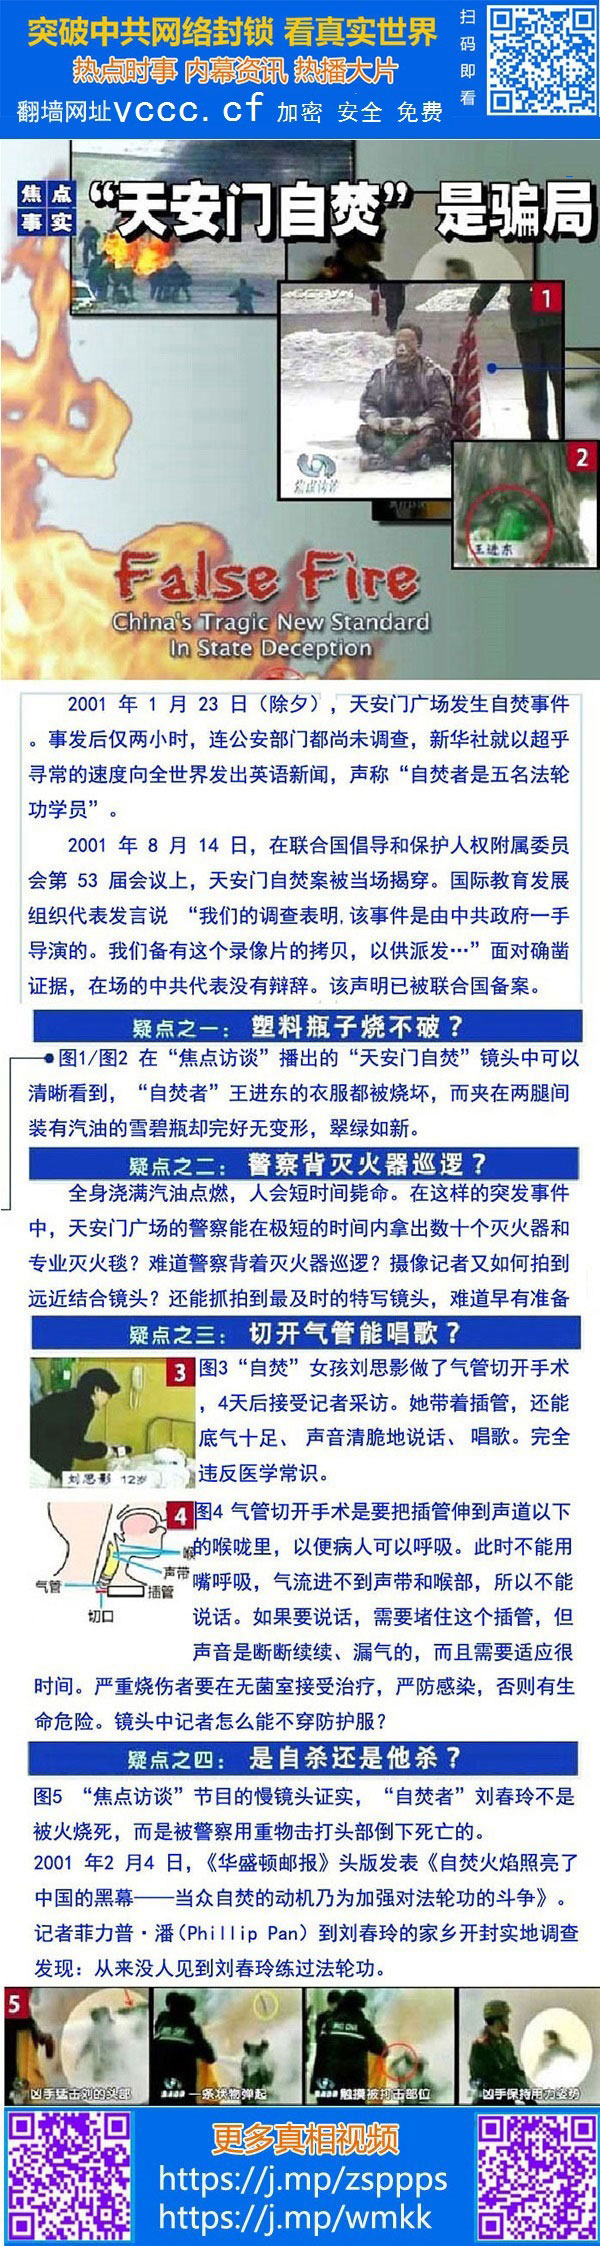 突破中共网络封锁 看真实世界
热点时事 内幕资讯 热播大片
翻墙网址vccc.cf 加密 安全 免费
扫码即看
焦点
事实
“天安门自焚”是骗局
1
焦点访谈
2
王进东
False Fire
China's Tragic New Standard
In State Deception
2001 年 1 月 23 日（除夕），天安门广场发生自焚事件
。事发后仅两小时，连公安部门都尚未调查，新华社就以超乎
寻常的速度向全世界发出英语新闻，声称“自焚者是五名法轮
功学员”。
2001 年 8 月 14 日，在联合国倡导和保护人权附属委员
会第 53 届会议上，天安门自焚案被当场揭穿。国际教育发展
组织代表发言说 “我们的调查表明,该事件是由中共政府一手
导演的。我们备有这个录像片的拷贝，以供派发…”面对确凿
证据，在场的中共代表没有辩辞。该声明已被联合国备案。
疑点之一：塑料瓶子烧不破？
图1/图2 在“焦点访谈”播出的“天安门自焚”镜头中可以
清晰看到，“自焚者”王进东的衣服都被烧坏，而夹在两腿间
装有汽油的雪碧瓶却完好无变形，翠绿如新。
疑点之二：警察背灭火器巡逻？
全身浇满汽油点燃，人会短时间毙命。在这样的突发事件
中，天安门广场的警察能在极短的时间内拿出数十个灭火器和
专业灭火毯？难道警察背着灭火器巡逻？摄像记者又如何拍到
远近结合镜头？还能抓拍到最及时的特写镜头，难道早有准备
疑点之三：切开气管能唱歌？
3
刘思影 12岁
图3“自焚”女孩刘思影做了气管切开手术
，4天后接受记者采访。她带着插管，还能
底气十足、声音清脆地说话、唱歌。完全
违反医学常识。
4
喉
声带
气管
插管
切口
图4 气管切开手术是要把插管伸到声道以下
的喉咙里，以便病人可以呼吸。此时不能用
嘴呼吸，气流进不到声带和喉部，所以不能
说话。如果要说话，需要堵住这个插管，但
声音是断断续续、漏气的，而且需要适应很
时间。严重烧伤者要在无菌室接受治疗，严防感染，否则有生
命危险。镜头中记者怎么能不穿防护服？
疑点之四：是自杀还是他杀？
图5 “焦点访谈”节目的慢镜头证实，“自焚者”刘春玲不是
被火烧死，而是被警察用重物击打头部倒下死亡的。
2001 年2 月4 日，《华盛顿邮报》头版发表《自焚火焰照亮了
中国的黑幕——当众自焚的动机乃为加强对法轮功的斗争》。
记者菲力普·潘(Phillip Pan）到刘春玲的家乡开封实地调查
发现：从来没人见到刘春玲练过法轮功。
5
凶手猛击刘的头部
一条状物弹起
触摸被打击部位
凶手保持用力姿势
更多真相视频
https://j.mp/zsppps
https://j.mp/wmkk